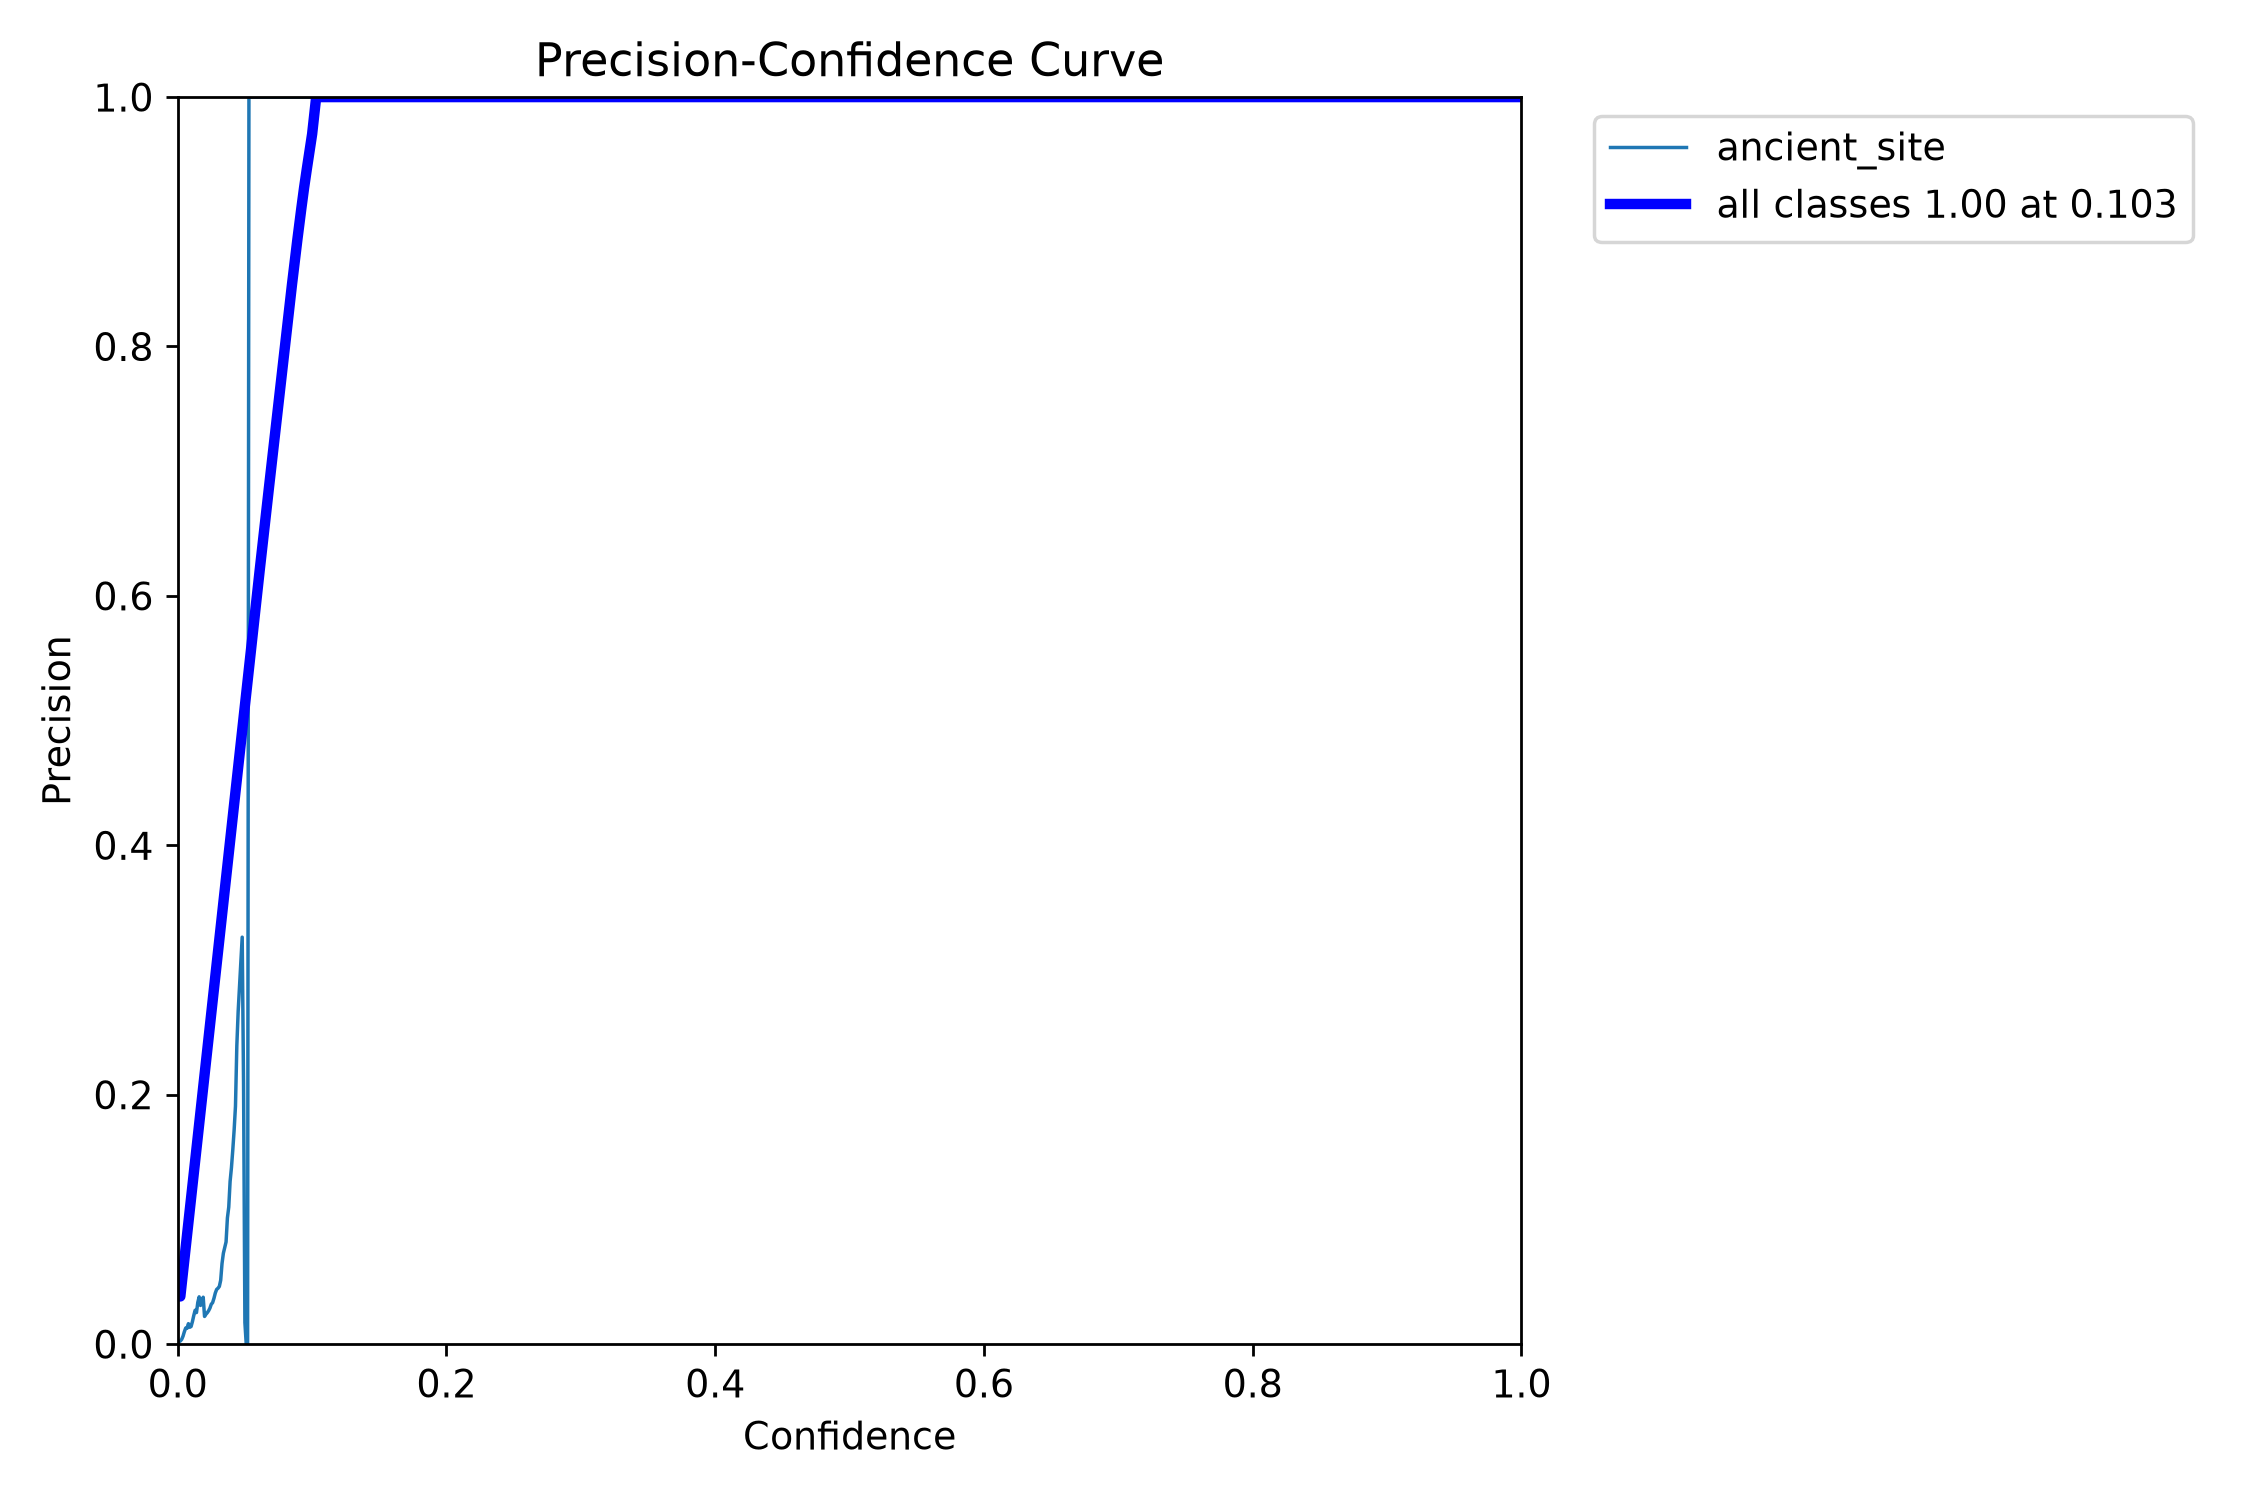 Precision-Confidence Curve
1.0
0.8
0.6
0.4
0.2
0.0
Precision
0.0 0.2 0.4 0.6 0.8 1.0
Confidence
ancient_site
all classes 1.00 at 0.103